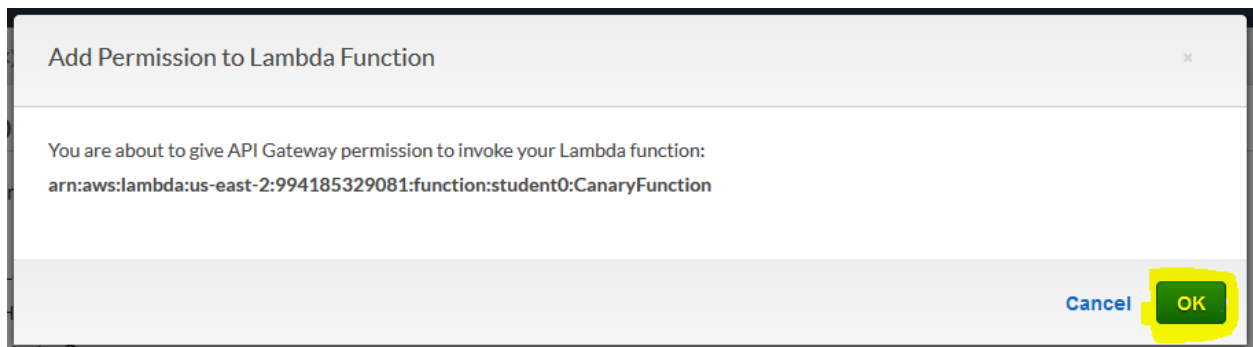 Add Permission to Lambda Function
×
You are about to give API Gateway permission to invoke your Lambda function:
arn:aws:lambda:us-east-2:994185329081:function:student0:CanaryFunction
Cancel OK